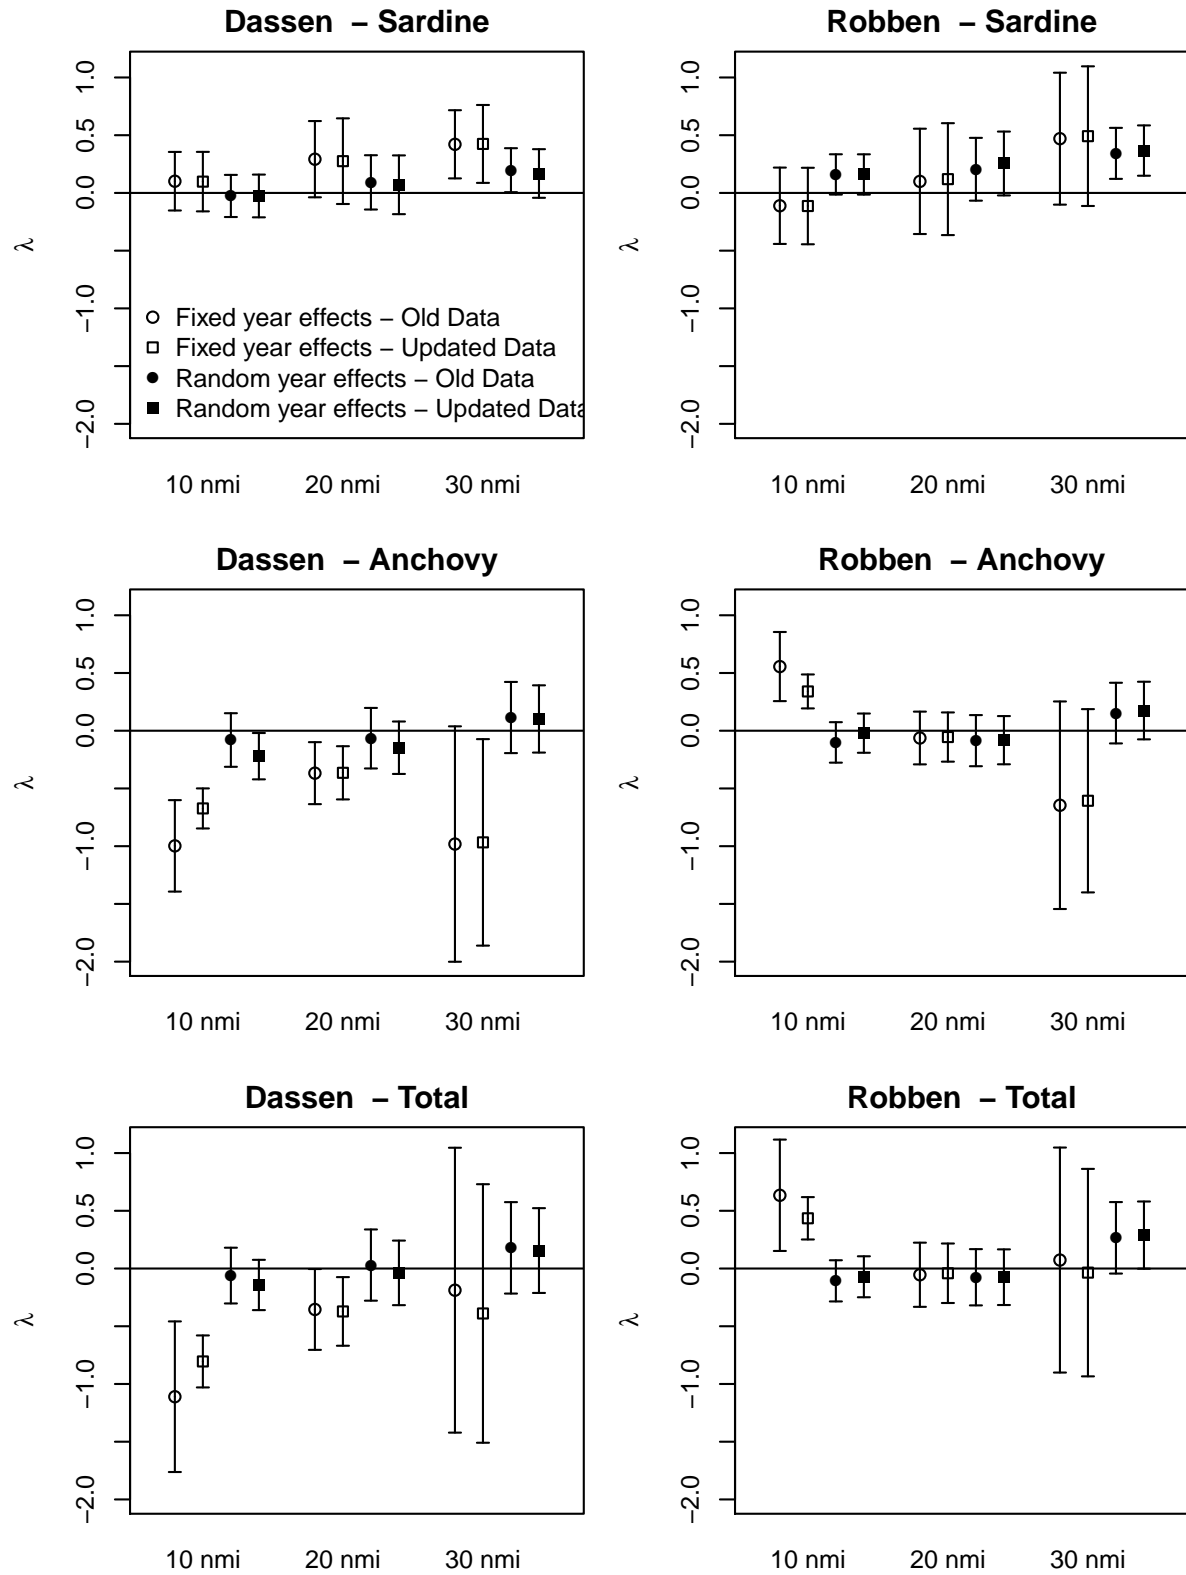 Dassen – Sardine
1.0
0.5
0.0
−1.0
−2.0
λ
Fixed year effects – Old Data
Fixed year effects – Updated Data
Random year effects – Old Data
Random year effects – Updated Data
10 nmi 20 nmi 30 nmi
Robben – Sardine
1.0
0.5
0.0
−1.0
−2.0
λ
10 nmi 20 nmi 30 nmi
Dassen – Anchovy
1.0
0.5
0.0
−1.0
−2.0
λ
10 nmi 20 nmi 30 nmi
Robben – Anchovy
1.0
0.5
0.0
−1.0
−2.0
λ
10 nmi 20 nmi 30 nmi
Dassen – Total
1.0
0.5
0.0
−1.0
−2.0
λ
10 nmi 20 nmi 30 nmi
Robben – Total
1.0
0.5
0.0
−1.0
−2.0
λ
10 nmi 20 nmi 30 nmi